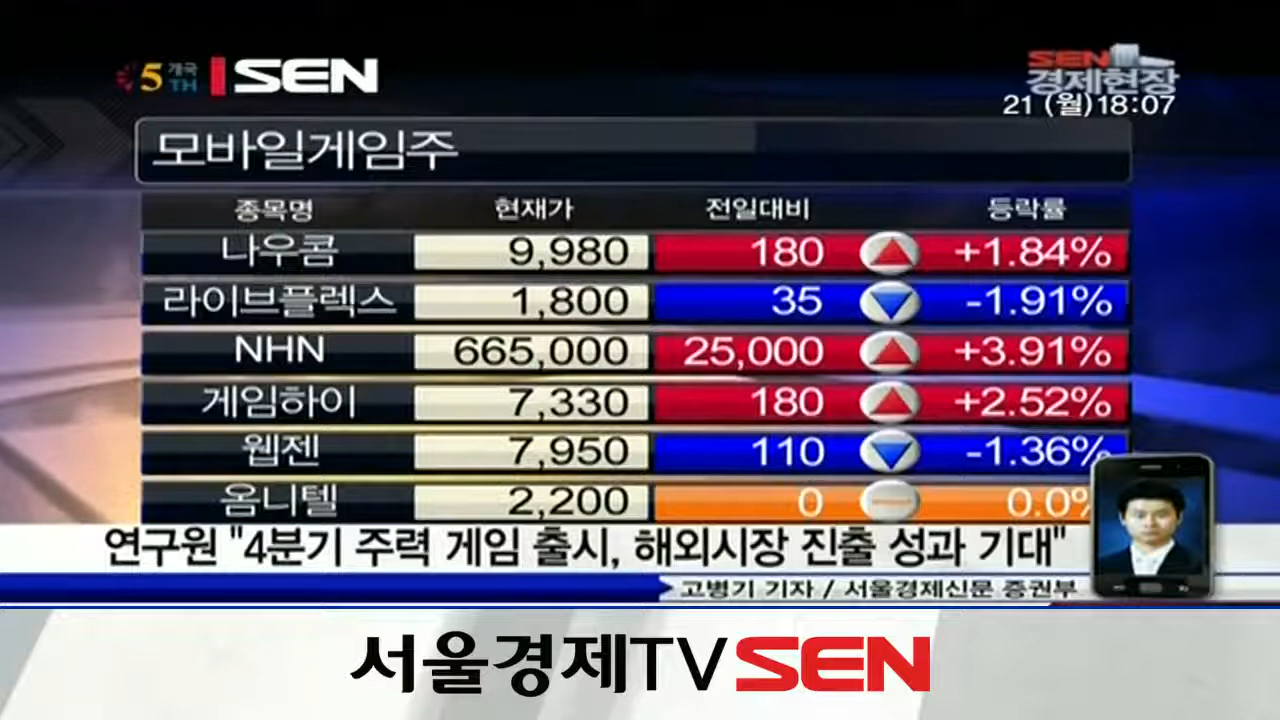 5 개국 TH SEN
SEN 경제현장
21 (월)18:07
모바일게임주
종목명 현재가 전일대비 등락률
나우콤 9,980 180 +1.84%
라이브플렉스 1,800 35 -1.91%
NHN 665,000 25,000 +3.91%
게임하이 7,330 180 +2.52%
웹젠 7,950 110 -1.36%
옴니텔 2,200 0 0.0%
연구원 "4분기 주력 게임 출시, 해외시장 진출 성과 기대"
고병기 기자 / 서울경제신문 증권부
서울경제TV SEN